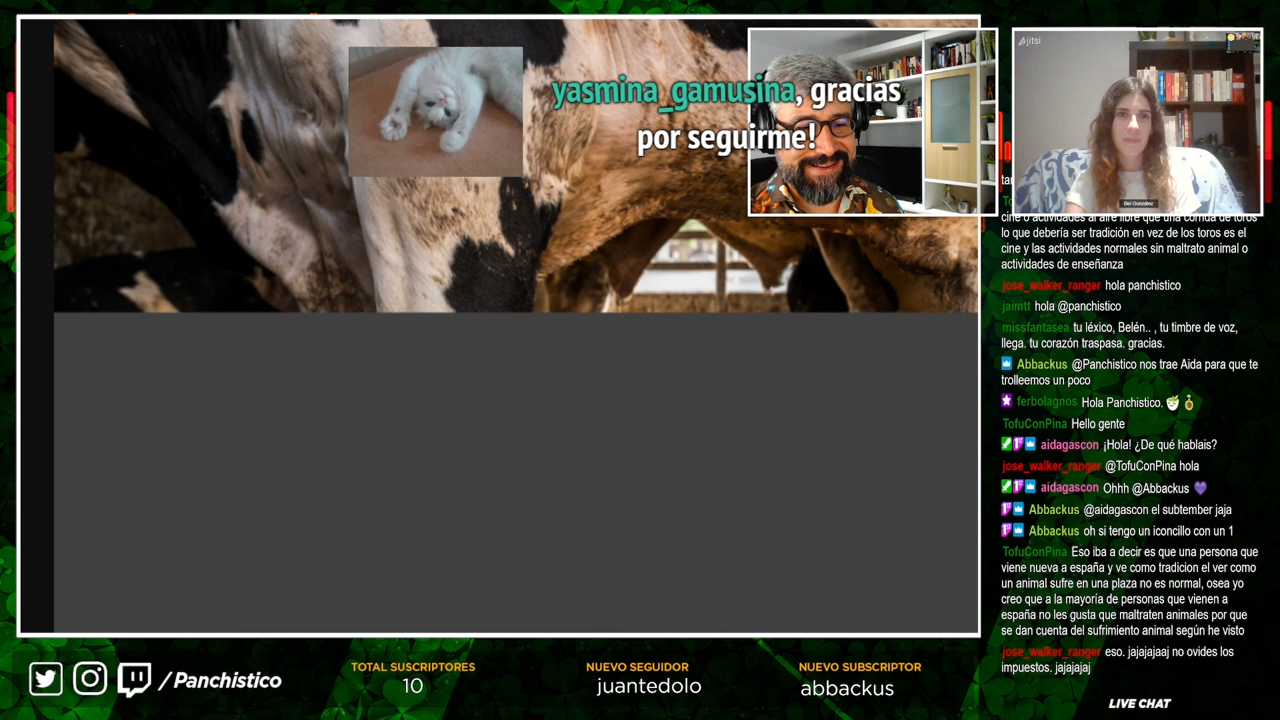 yasmina_gamusina, gracias
por seguirme!
jitsi
Bel González
cine o actividades al aire libre que una corrida de toros
lo que debería ser tradición en vez de los toros es el
cine y las actividades normales sin maltrato animal o
actividades de enseñanza
jose_walker_ranger hola panchistico
jaimtt hola @panchistico
missfantasea tu léxico, Belén.. , tu timbre de voz,
llega. tu corazón traspasa. gracias.
Abbackus @Panchistico nos trae Aida para que te
trolleemos un poco
ferbolagnos Hola Panchistico.
TofuConPina Hello gente
aidagascon ¡Hola! ¿De qué hablais?
jose_walker_ranger @TofuConPina hola
aidagascon Ohhh @Abbackus
Abbackus @aidagascon el subtember jaja
Abbackus oh si tengo un iconcillo con un 1
TofuConPina Eso iba a decir es que una persona que
viene nueva a españa y ve como tradicion el ver como
un animal sufre en una plaza no es normal, osea yo
creo que a la mayoría de personas que vienen a
españa no les gusta que maltraten animales por que
se dan cuenta del sufrimiento animal según he visto
jose_walker_ranger eso. jajajajaaj no ovides los
impuestos. jajajajaj
LIVE CHAT
/Panchistico
TOTAL SUSCRIPTORES
10
NUEVO SEGUIDOR
juantedolo
NUEVO SUBSCRIPTOR
abbackus